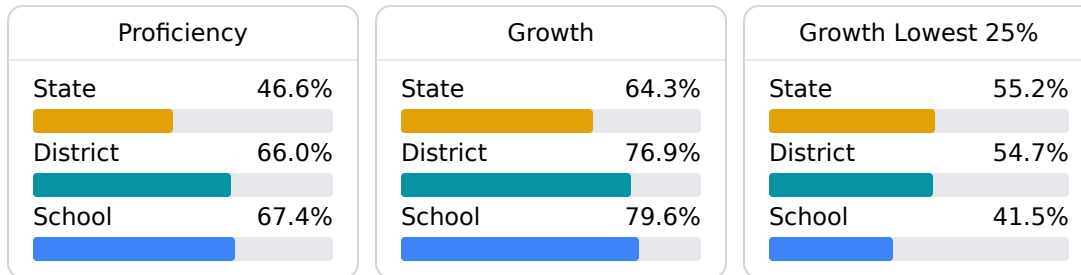 Proficiency
State 46.6%
District 66.0%
School 67.4%
Growth
State 64.3%
District 76.9%
School 79.6%
Growth Lowest 25%
State 55.2%
District 54.7%
School 41.5%